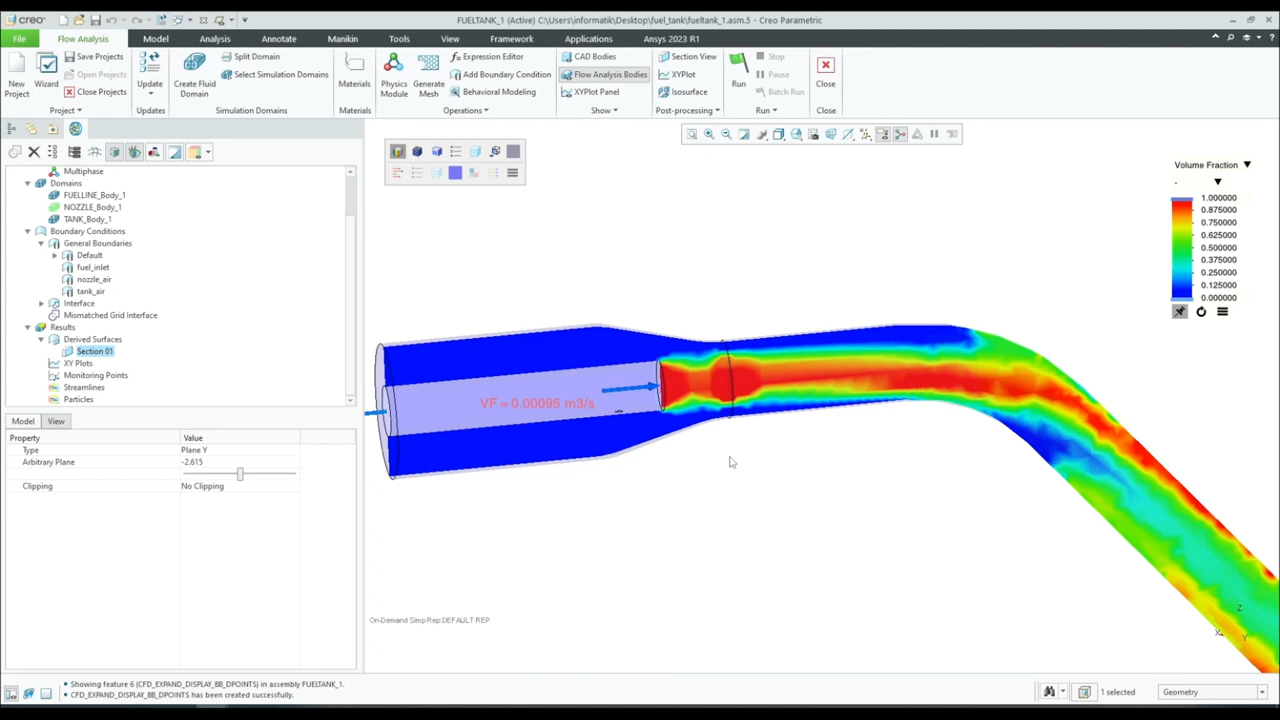 creo
FUELTANK_1 (Active) C:\Users\informatik\Desktop\fuel_tank\fueltank_1.asm.5 - Creo Parametric
File Flow Analysis Model Analysis Annotate Manikin Tools View Framework Applications Ansys 2023 R1
New Project
Wizard
Save Projects
Open Projects
Close Projects
Project
Update
Updates
Create Fluid Domain
Split Domain
Select Simulation Domains
Simulation Domains
Materials
Materials
Physics Module
Generate Mesh
Expression Editor
Add Boundary Condition
Behavioral Modeling
Operations
CAD Bodies
Flow Analysis Bodies
XYPlot Panel
Show
Section View
XYPlot
Isosurface
Post-processing
Run
Stop
Pause
Batch Run
Run
Close
Close
Multiphase
Domains
FUELLINE_Body_1
NOZZLE_Body_1
TANK_Body_1
Boundary Conditions
General Boundaries
Default
fuel_inlet
nozzle_air
tank_air
Interface
Mismatched Grid Interface
Results
Derived Surfaces
Section 01
XY Plots
Monitoring Points
Streamlines
Particles
Model View
Property Value
Type Plane Y
Arbitrary Plane -2.615
Clipping No Clipping
Volume Fraction
-
1.000000
0.875000
0.750000
0.625000
0.500000
0.375000
0.250000
0.125000
0.000000
VF = 0.00095 m3/s
Z
X
Y
On-Demand Simp Rep:DEFAULT REP
• Showing feature 6 (CFD_EXPAND_DISPLAY_BB_DPOINTS) in assembly FUELTANK_1.
• CFD_EXPAND_DISPLAY_BB_DPOINTS has been created successfully.
1 selected
Geometry